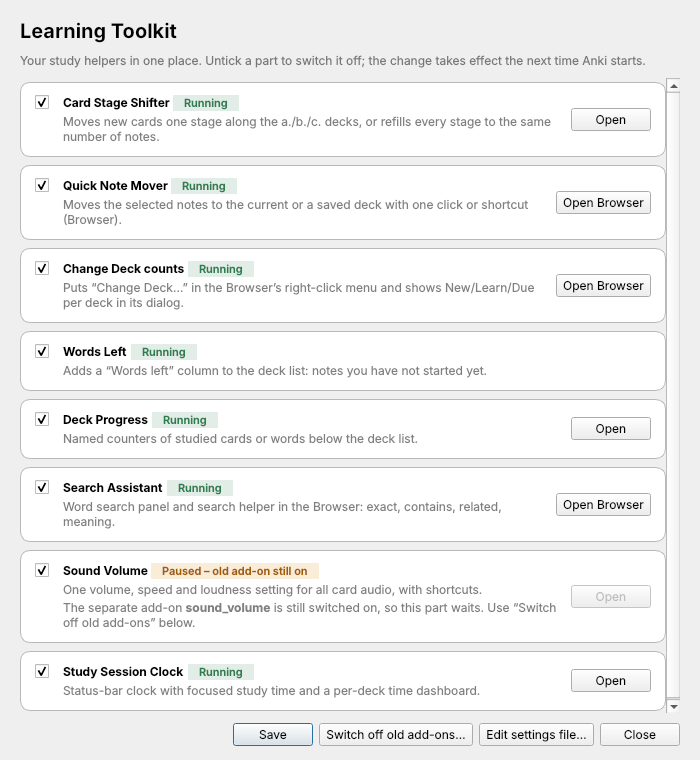 Learning Toolkit
Your study helpers in one place. Untick a part to switch it off; the change takes effect the next time Anki starts.
Card Stage Shifter Running
Moves new cards one stage along the a./b./c. decks, or refills every stage to the same
number of notes.
Open
Quick Note Mover Running
Moves the selected notes to the current or a saved deck with one click or shortcut
(Browser).
Open Browser
Change Deck counts Running
Puts “Change Deck…” in the Browser’s right-click menu and shows New/Learn/Due
per deck in its dialog.
Open Browser
Words Left Running
Adds a “Words left” column to the deck list: notes you have not started yet.
Deck Progress Running
Named counters of studied cards or words below the deck list.
Open
Search Assistant Running
Word search panel and search helper in the Browser: exact, contains, related,
meaning.
Open Browser
Sound Volume Paused – old add-on still on
One volume, speed and loudness setting for all card audio, with shortcuts.
The separate add-on sound_volume is still switched on, so this part waits. Use “Switch
off old add-ons” below.
Open
Study Session Clock Running
Status-bar clock with focused study time and a per-deck time dashboard.
Open
Save Switch off old add-ons… Edit settings file… Close